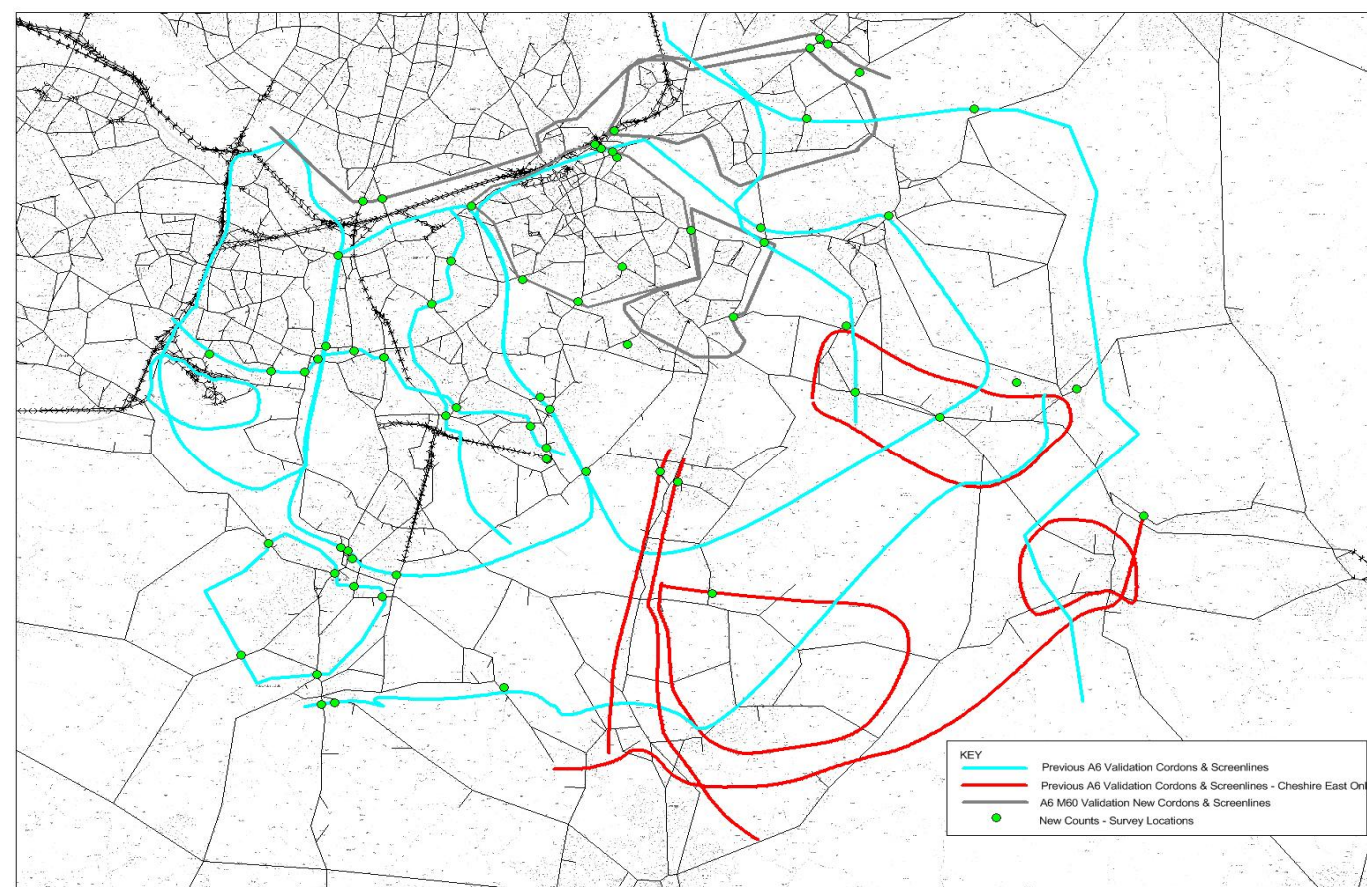 KEY
Previous A6 Validation Cordons & Screenlines
Previous A6 Validation Cordons & Screenlines - Cheshire East Onl
A6 M60 Validation New Cordons & Screenlines
New Counts - Survey Locations